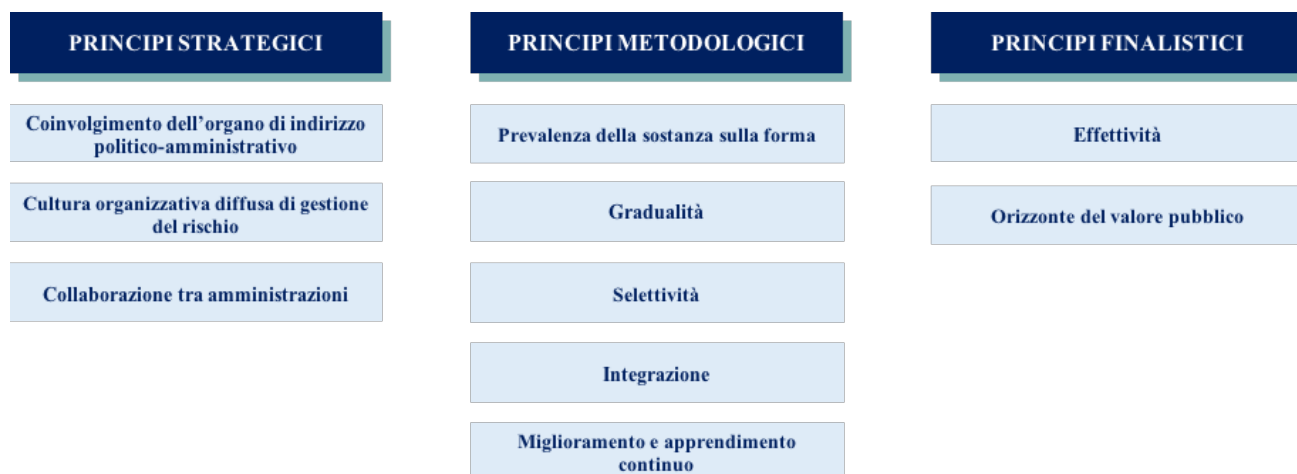 PRINCIPI STRATEGICI
Coinvolgimento dell’organo di indirizzo
politico-amministrativo
Cultura organizzativa diffusa di gestione
del rischio
Collaborazione tra amministrazioni
PRINCIPI METODOLOGICI
Prevalenza della sostanza sulla forma
Gradualità
Selettività
Integrazione
Miglioramento e apprendimento
continuo
PRINCIPI FINALISTICI
Effettività
Orizzonte del valore pubblico